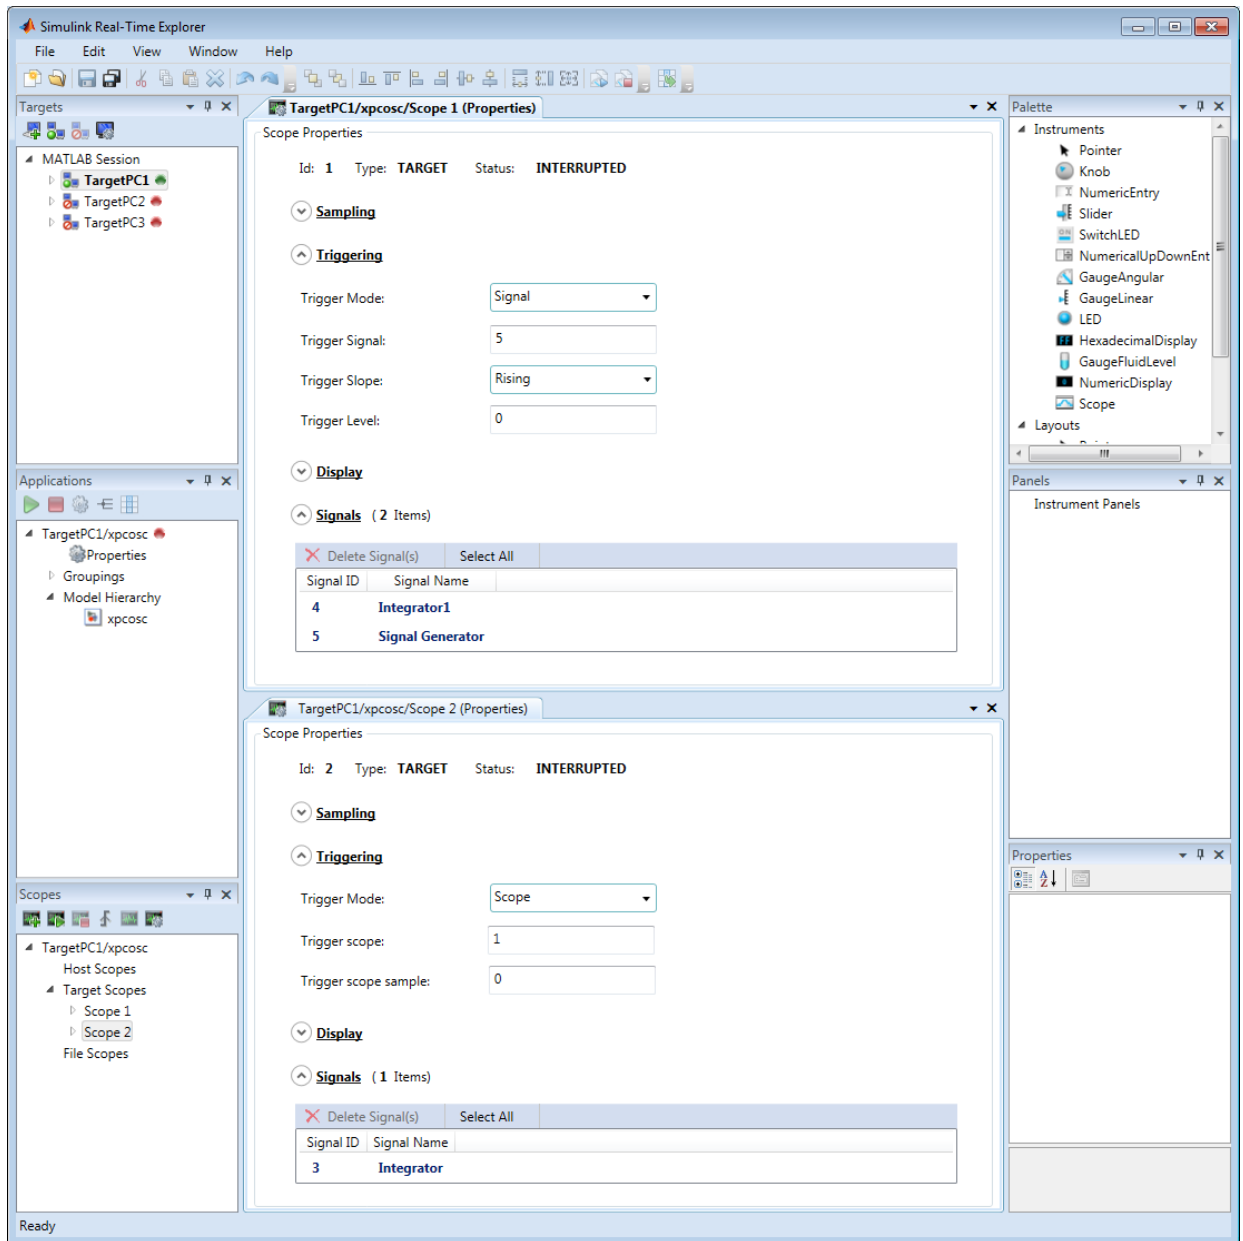 Simulink Real-Time Explorer
File Edit View Window Help
Targets
MATLAB Session
TargetPC1
TargetPC2
TargetPC3
Applications
TargetPC1/xpcosc
Properties
Groupings
Model Hierarchy
xpcosc
Scopes
TargetPC1/xpcosc
Host Scopes
Target Scopes
Scope 1
Scope 2
File Scopes
TargetPC1/xpcosc/Scope 1 (Properties)
Scope Properties
Id: 1 Type: TARGET Status: INTERRUPTED
Sampling
Triggering
Trigger Mode: Signal
Trigger Signal: 5
Trigger Slope: Rising
Trigger Level: 0
Display
Signals ( 2 Items)
Delete Signal(s) Select All
Signal ID Signal Name
4 Integrator1
5 Signal Generator
TargetPC1/xpcosc/Scope 2 (Properties)
Scope Properties
Id: 2 Type: TARGET Status: INTERRUPTED
Sampling
Triggering
Trigger Mode: Scope
Trigger scope: 1
Trigger scope sample: 0
Display
Signals ( 1 Items)
Delete Signal(s) Select All
Signal ID Signal Name
3 Integrator
Palette
Instruments
Pointer
Knob
NumericEntry
Slider
SwitchLED
NumericalUpDownEnt
GaugeAngular
GaugeLinear
LED
HexadecimalDisplay
GaugeFluidLevel
NumericDisplay
Scope
Layouts
Panels
Instrument Panels
Properties
Ready